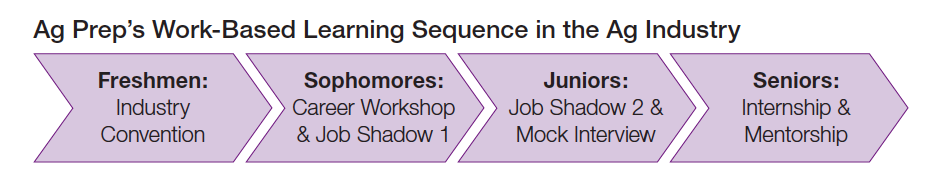 Ag Prep's Work-Based Learning Sequence in the Ag Industry
Freshmen:
Industry
Convention
Sophomores:
Career Workshop
& Job Shadow 1
Juniors:
Job Shadow 2 &
Mock Interview
Seniors:
Internship &
Mentorship